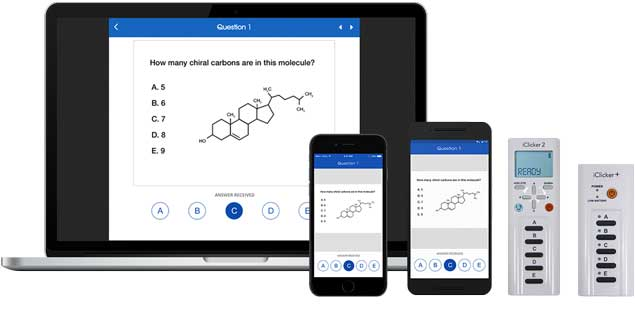 Question 1
How many chiral carbons are in this molecule?
A. 5
B. 6
C. 7
D. 8
E. 9
H₃C
CH₃
CH₃
CH₃
CH₃
HO
ANSWER RECEIVED
A B C D E
Question 1
How many chiral carbons are in this molecule?
A. 5
B. 6
C. 7
D. 8
E. 9
ANSWER RECEIVED
A B C D E
Question 1
How many chiral carbons are in this molecule?
A. 5
B. 6
C. 7
D. 8
E. 9
ANSWER RECEIVED
A B C D E
iClicker 2
READY
A
B
C
D
E
iClicker +
POWER
LOW BATTERY
A
B
C
D
E